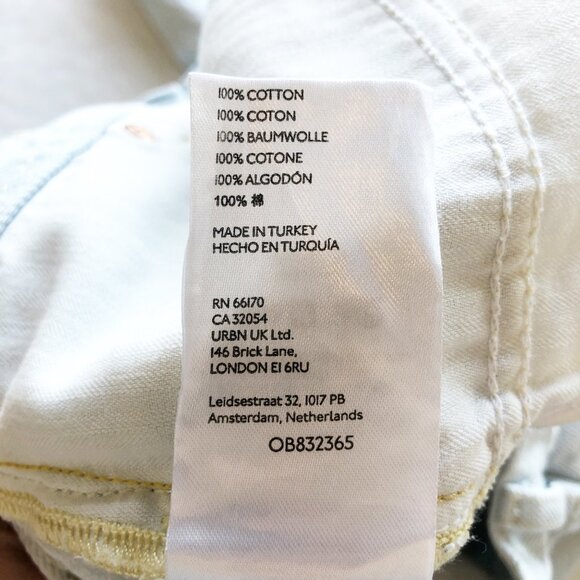 100% COTTON
100% COTON
100% BAUMWOLLE
100% COTONE
100% ALGODÓN
100% 棉
MADE IN TURKEY
HECHO EN TURQUÍA
RN 66170
CA 32054
URBN UK Ltd.
146 Brick Lane,
LONDON E1 6RU
Leidsestraat 32, 1017 PB
Amsterdam, Netherlands
OB832365